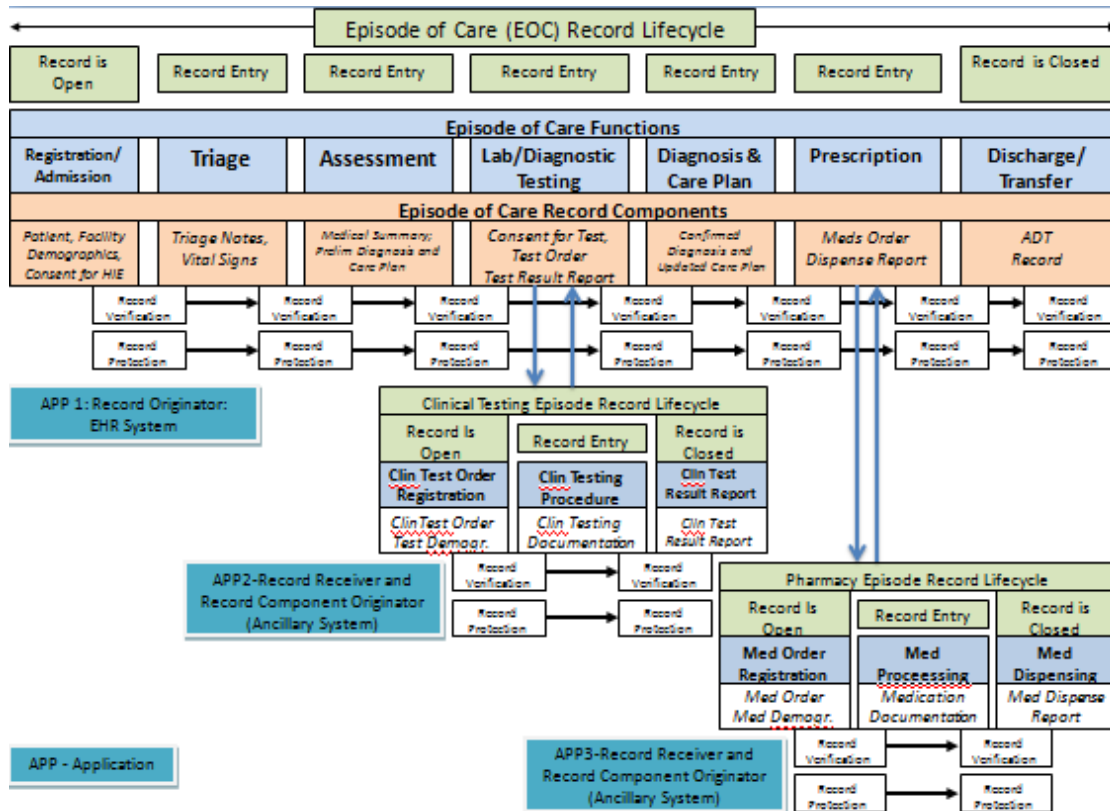 Episode of Care (EOC) Record Lifecycle
Record is
Open
Record Entry
Record Entry
Record Entry
Record Entry
Record Entry
Record is Closed
Episode of Care Functions
Registration/
Admission
Triage
Assessment
Lab/Diagnostic
Testing
Diagnosis &
Care Plan
Prescription
Discharge/
Transfer
Episode of Care Record Components
Patient, Facility
Demographics,
Consent for HIE
Triage Notes,
Vital Signs
Medical Summary;
Prelim Diagnosis and
Care Plan
Consent for Test,
Test Order
Test Result Report
Confirmed
Diagnosis and
Updated Care Plan
Meds Order
Dispense Report
ADT
Record
Record
Verification
Record
Verification
Record
Verification
Record
Verification
Record
Verification
Record
Verification
Record
Verification
Record
Protection
Record
Protection
Record
Protection
Record
Protection
Record
Protection
Record
Protection
Record
Protection
APP 1: Record Originator:
EHR System
Clinical Testing Episode Record Lifecycle
Record Is
Open
Record Entry
Record is
Closed
Clin Test Order
Registration
Clin Testing
Procedure
Clin Test
Result Report
ClinTest Order
Test Demogr.
Clin Testing
Documentation
Clin Test
Result Report
APP2-Record Receiver and
Record Component Originator
(Ancillary System)
Record
Verification
Record
Verification
Record
Protection
Record
Protection
Pharmacy Episode Record Lifecycle
Record Is
Open
Record Entry
Record is
Closed
Med Order
Registration
Med
Proceessing
Med
Dispensing
Med Order
Med Demogr.
Medication
Documentation
Med Dispense
Report
APP3-Record Receiver and
Record Component Originator
(Ancillary System)
Record
Verification
Record
Verification
Record
Protection
Record
Protection
APP - Application